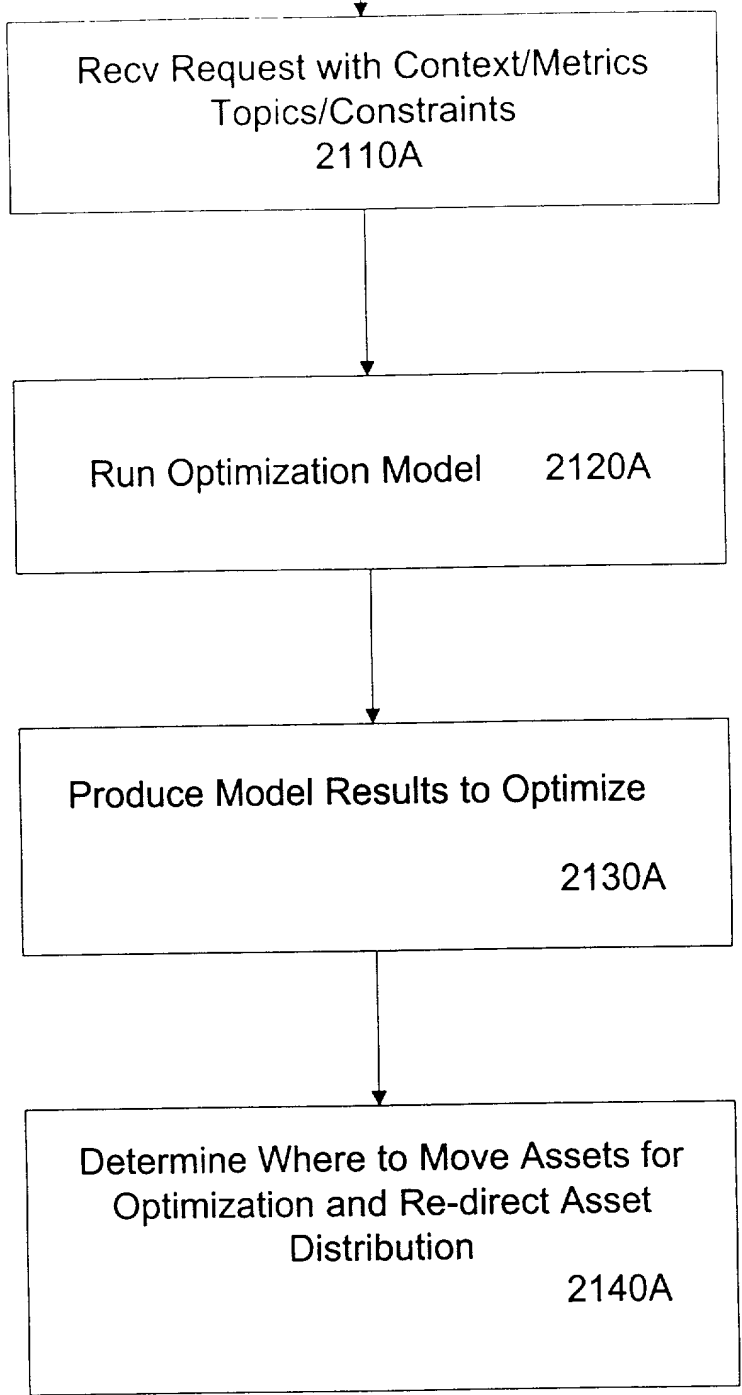 Recv Request with Context/Metrics
Topics/Constraints
2110A
Run Optimization Model 2120A
Produce Model Results to Optimize
2130A
Determine Where to Move Assets for
Optimization and Re-direct Asset
Distribution
2140A